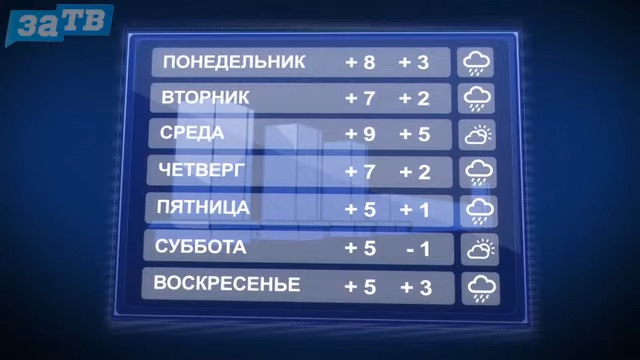 заТВ
ПОНЕДЕЛЬНИК +8 +3
ВТОРНИК +7 +2
СРЕДА +9 +5
ЧЕТВЕРГ +7 +2
ПЯТНИЦА +5 +1
СУББОТА +5 -1
ВОСКРЕСЕНЬЕ +5 +3